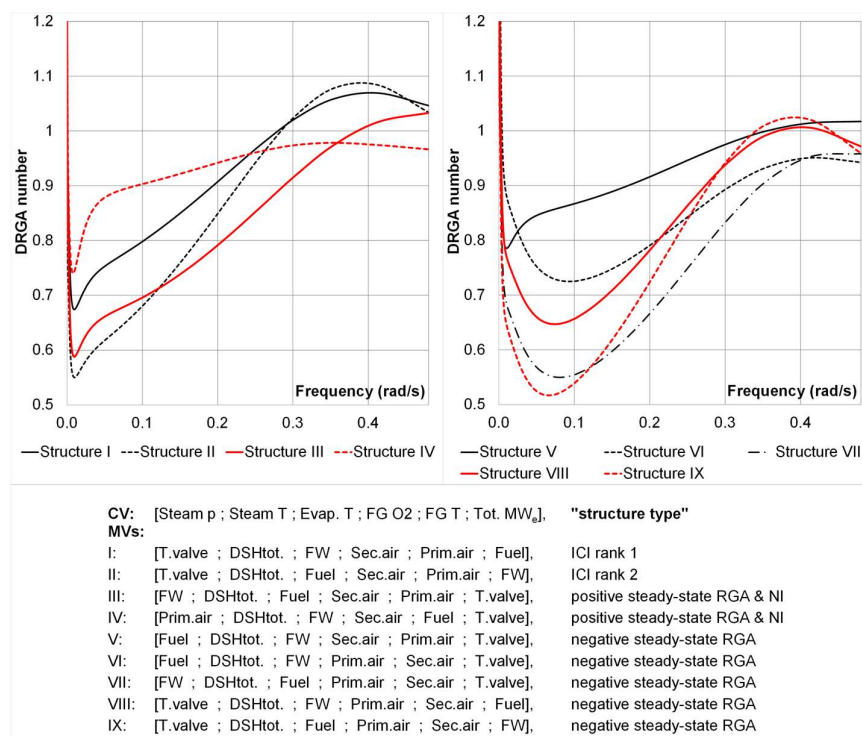 1.2
1.1
1
0.9
0.8
0.7
0.6
0.5
DRGA number
Frequency (rad/s)
0.0 0.1 0.2 0.3 0.4
Structure I Structure II Structure III Structure IV
1.2
1.1
1
0.9
0.8
0.7
0.6
0.5
DRGA number
Frequency (rad/s)
0.0 0.1 0.2 0.3 0.4
Structure V Structure VI Structure VII
Structure VIII Structure IX
CV: [Steam p ; Steam T ; Evap. T ; FG O2 ; FG T ; Tot. MWe], "structure type"
MVs:
I: [T.valve ; DSHtot. ; FW ; Sec.air ; Prim.air ; Fuel], ICI rank 1
II: [T.valve ; DSHtot. ; Fuel ; Sec.air ; Prim.air ; FW], ICI rank 2
III: [FW ; DSHtot. ; Fuel ; Sec.air ; Prim.air ; T.valve], positive steady-state RGA & NI
IV: [Prim.air ; DSHtot. ; FW ; Sec.air ; Fuel ; T.valve], positive steady-state RGA & NI
V: [Fuel ; DSHtot. ; FW ; Sec.air ; Prim.air ; T.valve], negative steady-state RGA
VI: [Fuel ; DSHtot. ; FW ; Prim.air ; Sec.air ; T.valve], negative steady-state RGA
VII: [FW ; DSHtot. ; Fuel ; Prim.air ; Sec.air ; T.valve], negative steady-state RGA
VIII: [T.valve ; DSHtot. ; FW ; Prim.air ; Sec.air ; Fuel], negative steady-state RGA
IX: [T.valve ; DSHtot. ; Fuel ; Prim.air ; Sec.air ; FW], negative steady-state RGA